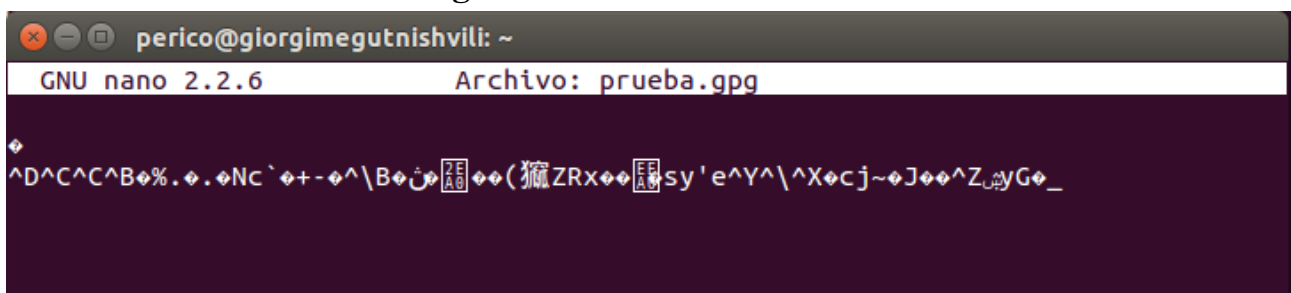 perico@giorgimegutnishvili: ~
GNU nano 2.2.6 Archivo: prueba.gpg
�
^D^C^C^B�%.�.�Nc`�+-�^\B� � ��( ZRx�� �sy'e^Y^\^X�cj~�J��^Z yG�_